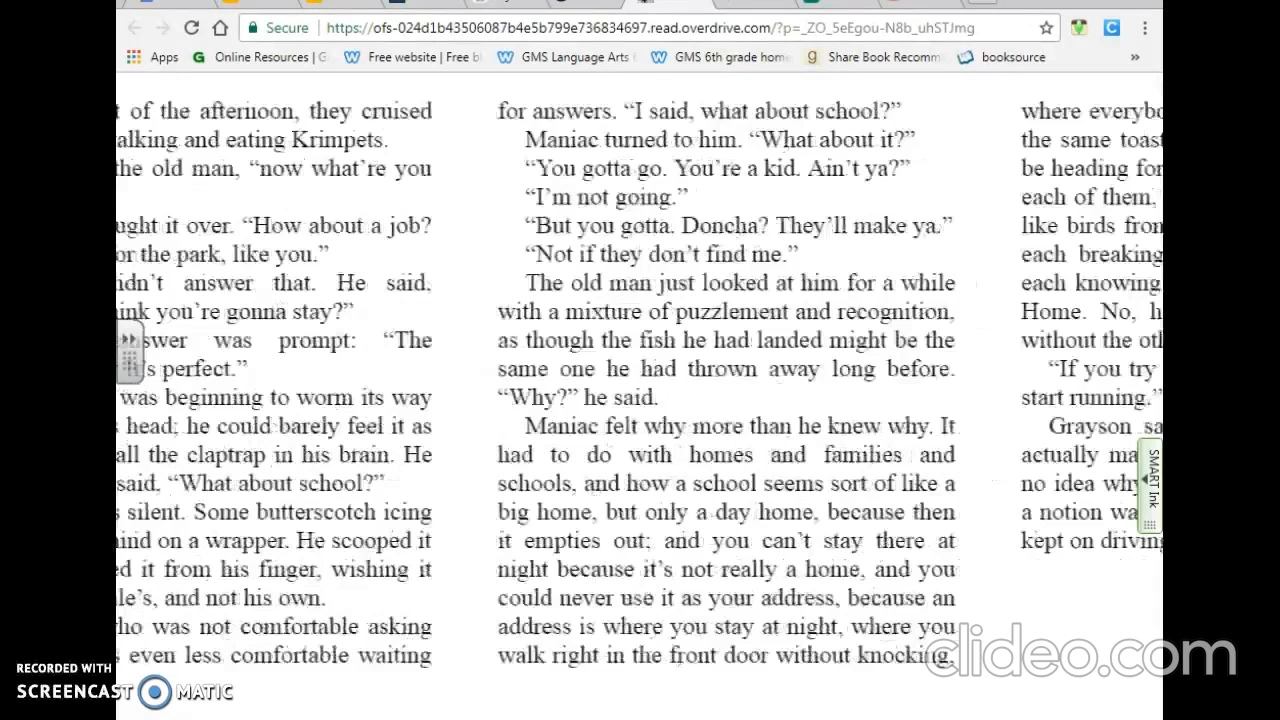 Secure
https://ofs-024d1b43506087b4e5b799e736834697.read.overdrive.com/?p=_ZO_5eEgou-N8b_uhSTJmg
Apps
Online Resources | G
Free website | Free bl
GMS Language Arts
GMS 6th grade home
Share Book Recomm
booksource
»
of the afternoon, they cruised
alking and eating Krimpets.
the old man, “now what’re you
ught it over. “How about a job?
or the park, like you.”
idn’t answer that. He said,
ink you’re gonna stay?”
swer was prompt: “The
’s perfect.”
was beginning to worm its way
head; he could barely feel it as
all the claptrap in his brain. He
said, “What about school?”
silent. Some butterscotch icing
ind on a wrapper. He scooped it
ed it from his finger, wishing it
le’s, and not his own.
ho was not comfortable asking
even less comfortable waiting
for answers. “I said, what about school?”
Maniac turned to him. “What about it?”
“You gotta go. You’re a kid. Ain’t ya?”
“I’m not going.”
“But you gotta. Doncha? They’ll make ya.”
“Not if they don’t find me.”
The old man just looked at him for a while
with a mixture of puzzlement and recognition,
as though the fish he had landed might be the
same one he had thrown away long before.
“Why?” he said.
Maniac felt why more than he knew why. It
had to do with homes and families and
schools, and how a school seems sort of like a
big home, but only a day home, because then
it empties out; and you can’t stay there at
night because it’s not really a home, and you
could never use it as your address, because an
address is where you stay at night, where you
walk right in the front door without knocking,
where everybo
the same toast
be heading for
each of them,
like birds from
each breaking
each knowing
Home. No, h
without the oth
“If you try
start running.”
Grayson sa
actually ma
no idea why
a notion wa
kept on driving
SMART Ink
RECORDED WITH
SCREENCAST MATIC
clideo.com